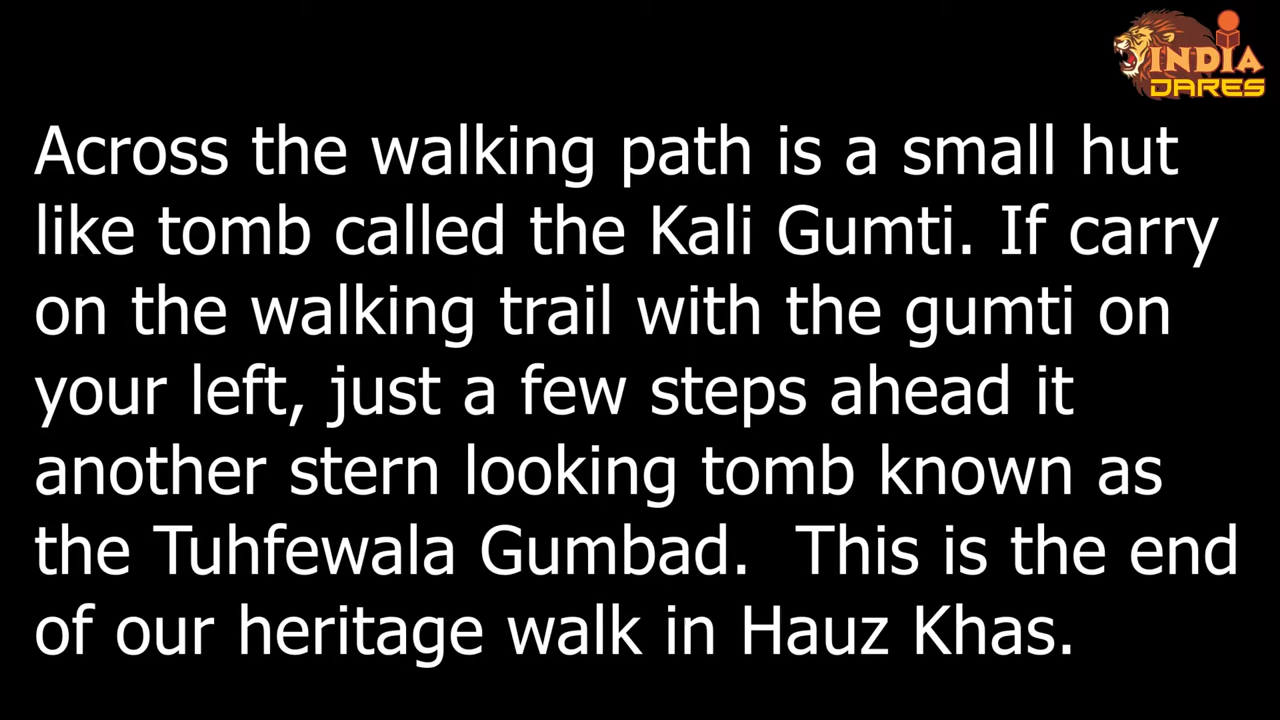 INDIA
DARES
Across the walking path is a small hut
like tomb called the Kali Gumti. If carry
on the walking trail with the gumti on
your left, just a few steps ahead it
another stern looking tomb known as
the Tuhfewala Gumbad.  This is the end
of our heritage walk in Hauz Khas.